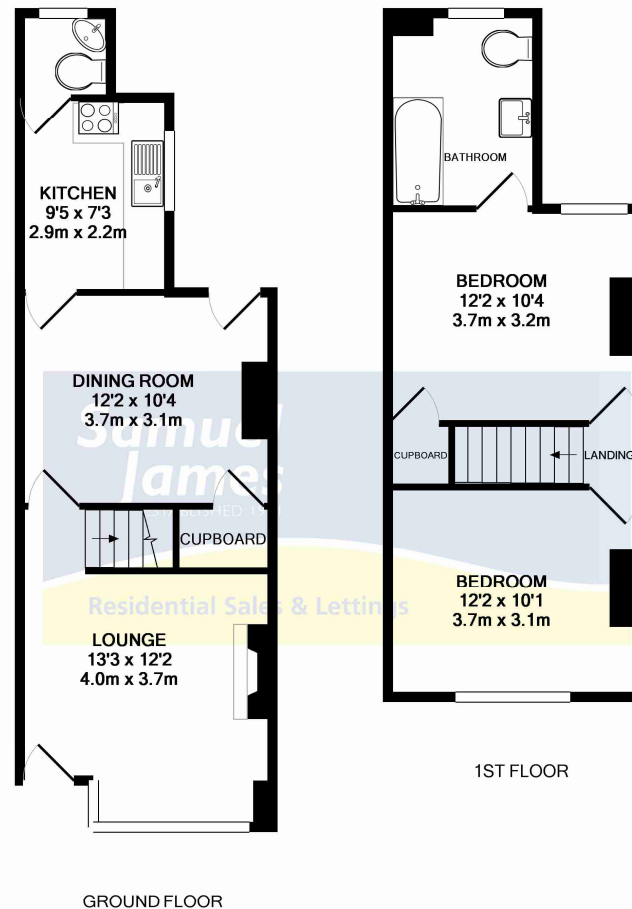 KITCHEN
9'5 x 7'3
2.9m x 2.2m
DINING ROOM
12'2 x 10'4
3.7m x 3.1m
CUPBOARD
LOUNGE
13'3 x 12'2
4.0m x 3.7m
GROUND FLOOR
BATHROOM
BEDROOM
12'2 x 10'4
3.7m x 3.2m
CUPBOARD
LANDING
BEDROOM
12'2 x 10'1
3.7m x 3.1m
1ST FLOOR
Samuel
James
ESTABLISHED
Residential Sales & Lettings